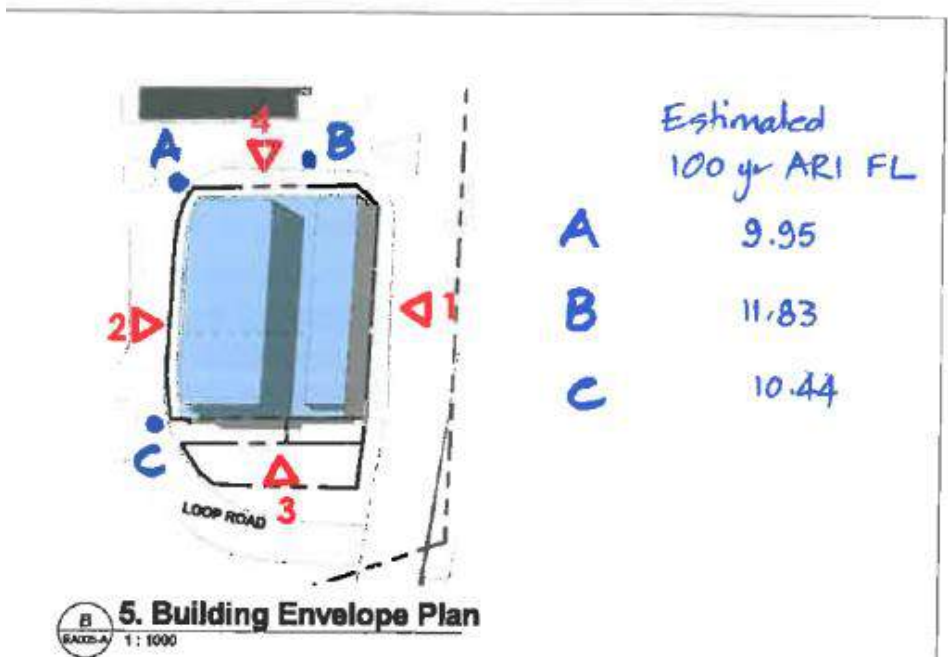 Estimated
100 yr ARI FL
A 9.95
B 11.83
C 10.44
4
A
B
2
1
C
3
LOOP ROAD
B
EA005-A
5. Building Envelope Plan
1 : 1000